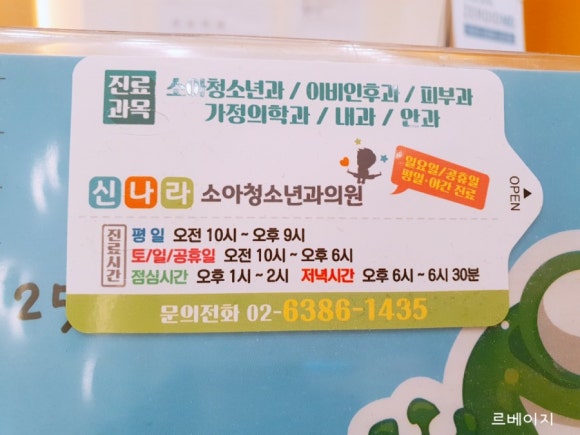 진료 소아청소년과 / 이비인후과 / 피부과
과목 가정의학과 / 내과 / 안과
일요일/공휴일
평일·야간 진료
OPEN
신나라 소아청소년과의원
진료시간
평 일 오전 10시 ~ 오후 9시
토/일/공휴일 오전 10시 ~ 오후 6시
점심시간 오후 1시 ~ 2시 저녁시간 오후 6시 ~ 6시 30분
문의전화 02-6386-1435
25
르베이지